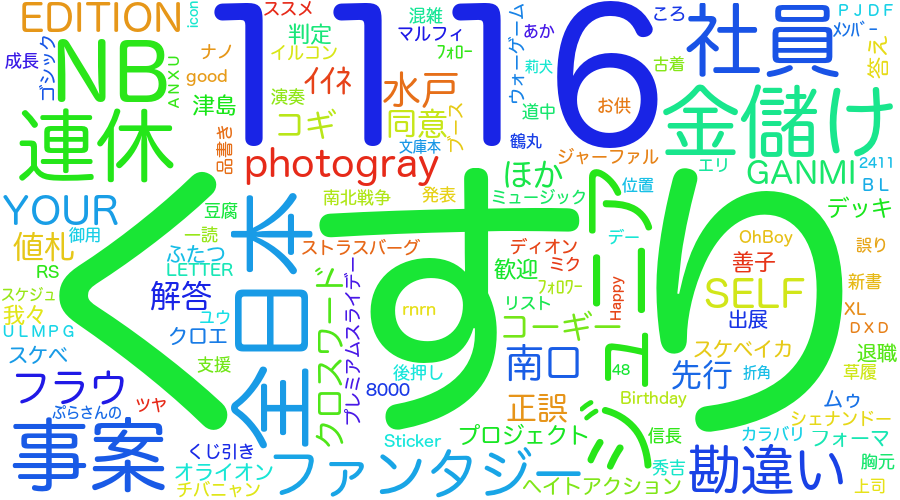 EDITION
1116
ススメ
混雑
ころ
社員
PJDF
icon
判定
マルフィ
ﾌｫﾛｰ
ウォーゲーム
あか
ﾒﾝﾊﾞｰ
成長
ゴシック
NB
ANXU
ナノ
イルコン
good
イイネ
水戸
莉犬
古着
答え
津島
演奏
お供
金儲け
連休
品書き
コギ
同意
ブース
道中
文庫本
鶴丸
photogray
ジャーファル
エリ
2411
ほか
GANMI
BL
YOUR
御用
豆腐
南北戦争
発表
ミュージック
位置
デッキ
一読
値札
ふたつ
ストラスバーグ
ディオン
デー
OhBoy
誤り
RS
LETTER
歓迎
ミク
善子
スケジュ
我々
解答
ユウ
rnrn
ﾌｫﾛﾜｰ
Happy
SELF
新書
ULMPG
クロエ
リスト
出展
XL
DXD
くすり
全日本
ジュニア
クロスワード
プレミアムスライデー
コーギー
スケベ
支援
後押し
南口
48
スケベイカ
退職
フラウ
8000
先行
折角
草履
ぷらさんの
ツヤ
正誤
Birthday
ムゥ
シェナンドー
事案
くじ引き
Sticker
プロジェクト
信長
カラバリ
フォーマ
オライオン
ファンタジー
秀吉
勘違い
胸元
チバニャン
ヘイトアクション
上司